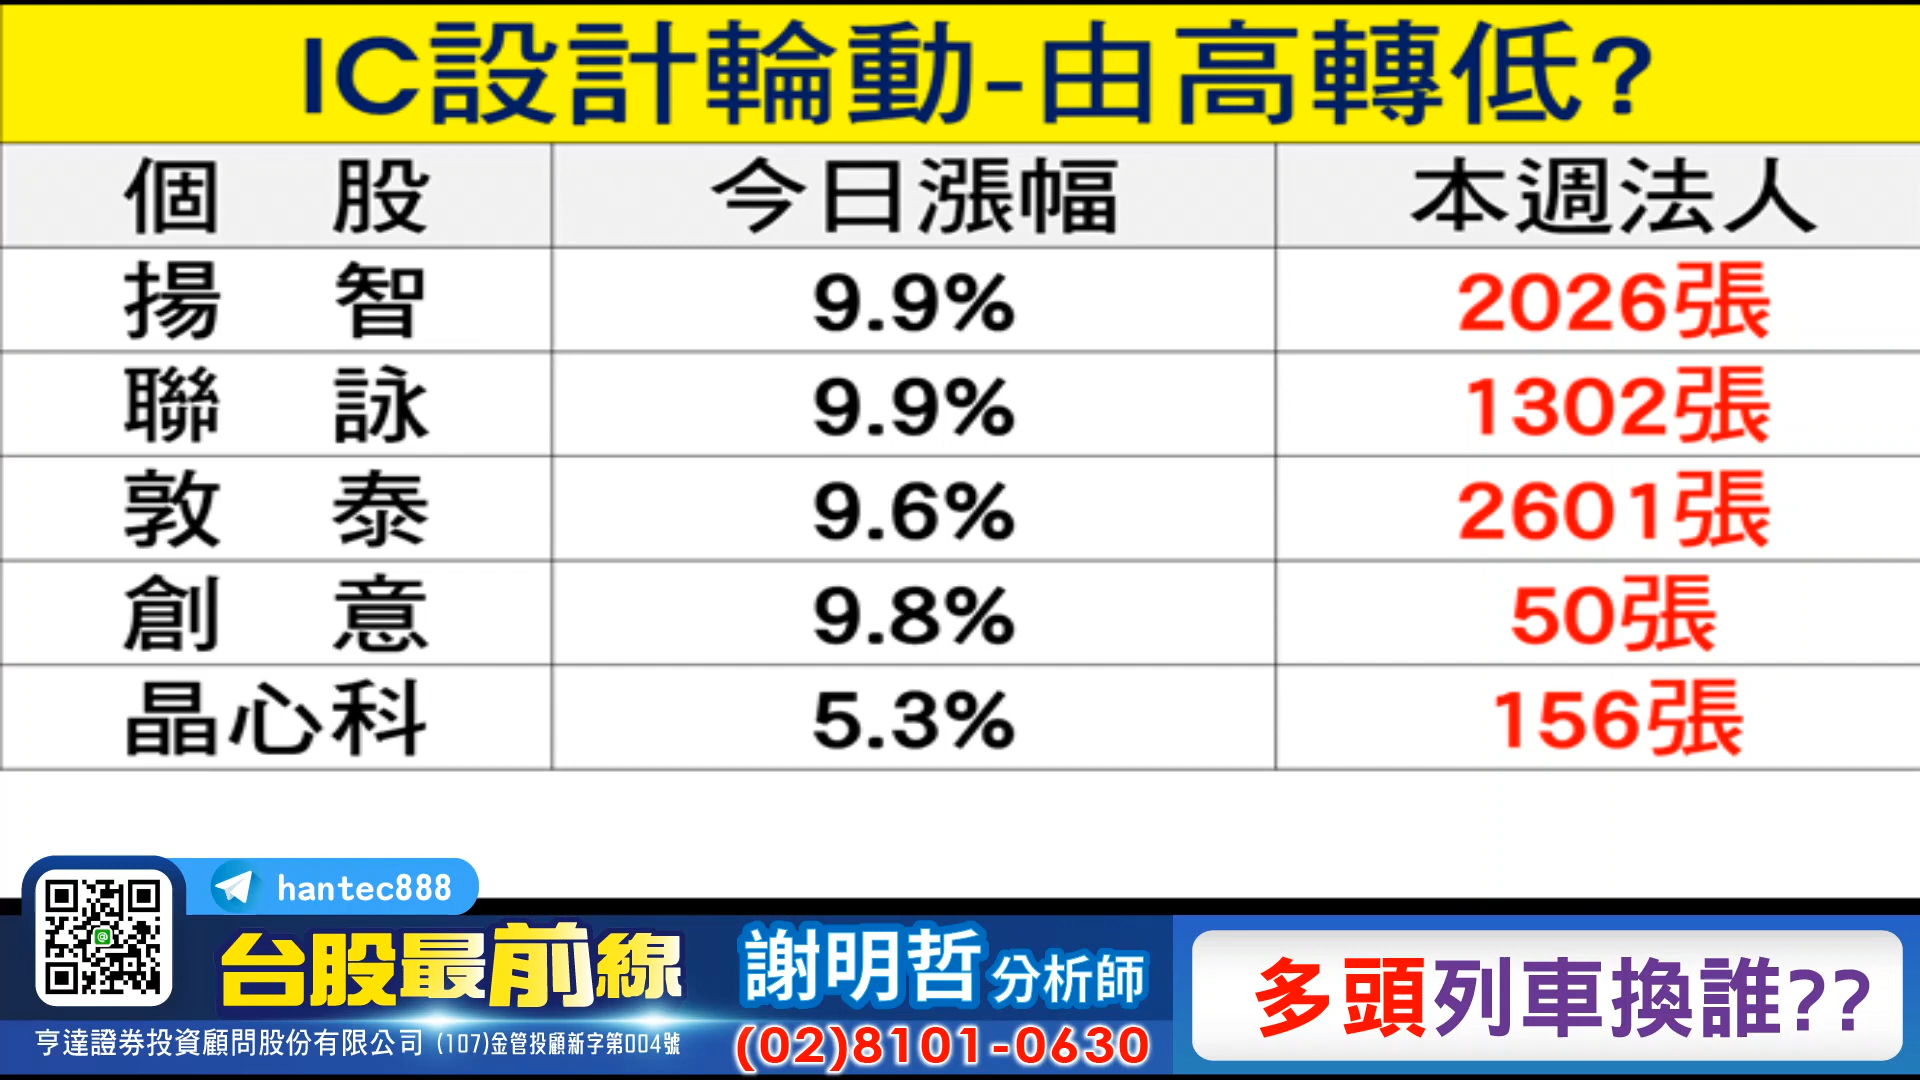 IC設計輪動-由高轉低?
個股 今日漲幅 本週法人
揚智 9.9% 2026張
聯詠 9.9% 1302張
敦泰 9.6% 2601張
創意 9.8% 50張
晶心科 5.3% 156張
hantec888
台股最前線
謝明哲 分析師
多頭列車換誰??
亨達證券投資顧問股份有限公司 (107)金管投顧新字第004號
(02)8101-0630